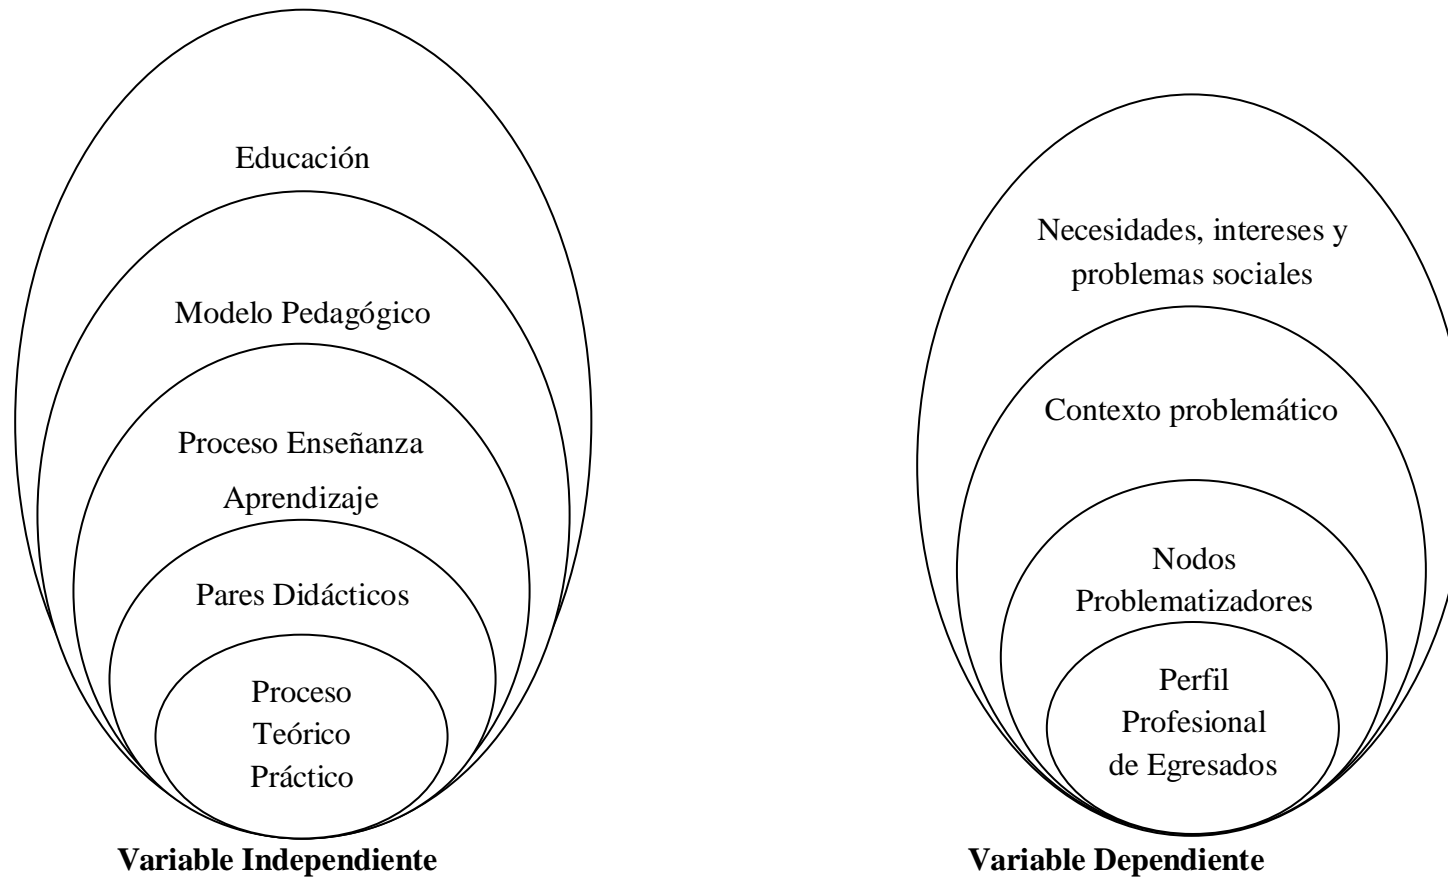 Educación
Modelo Pedagógico
Proceso Enseñanza
Aprendizaje
Pares Didácticos
Proceso
Teórico
Práctico
Variable Independiente
Necesidades, intereses y
problemas sociales
Contexto problemático
Nodos
Problematizadores
Perfil
Profesional
de Egresados
Variable Dependiente